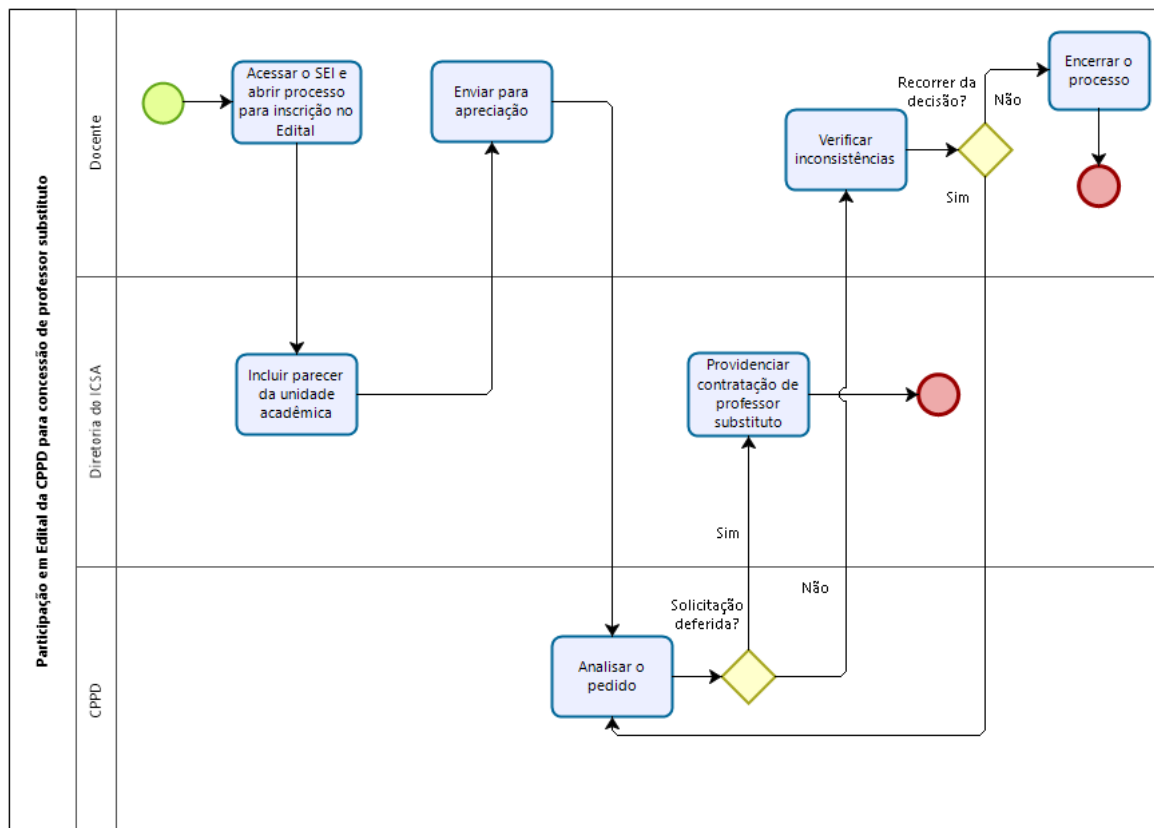 Participação em Edital da CPPD para concessão de professor substituto
Docente
Acessar o SEI e
abrir processo
para inscrição no
Edital
Enviar para
apreciação
Verificar
inconsistências
Recorrer da
decisão?
Não
Sim
Encerrar o
processo
Diretoria do ICSA
Incluir parecer
da unidade
acadêmica
Providenciar
contratação de
professor
substituto
Sim
Não
CPPD
Analisar o
pedido
Solicitação
deferida?